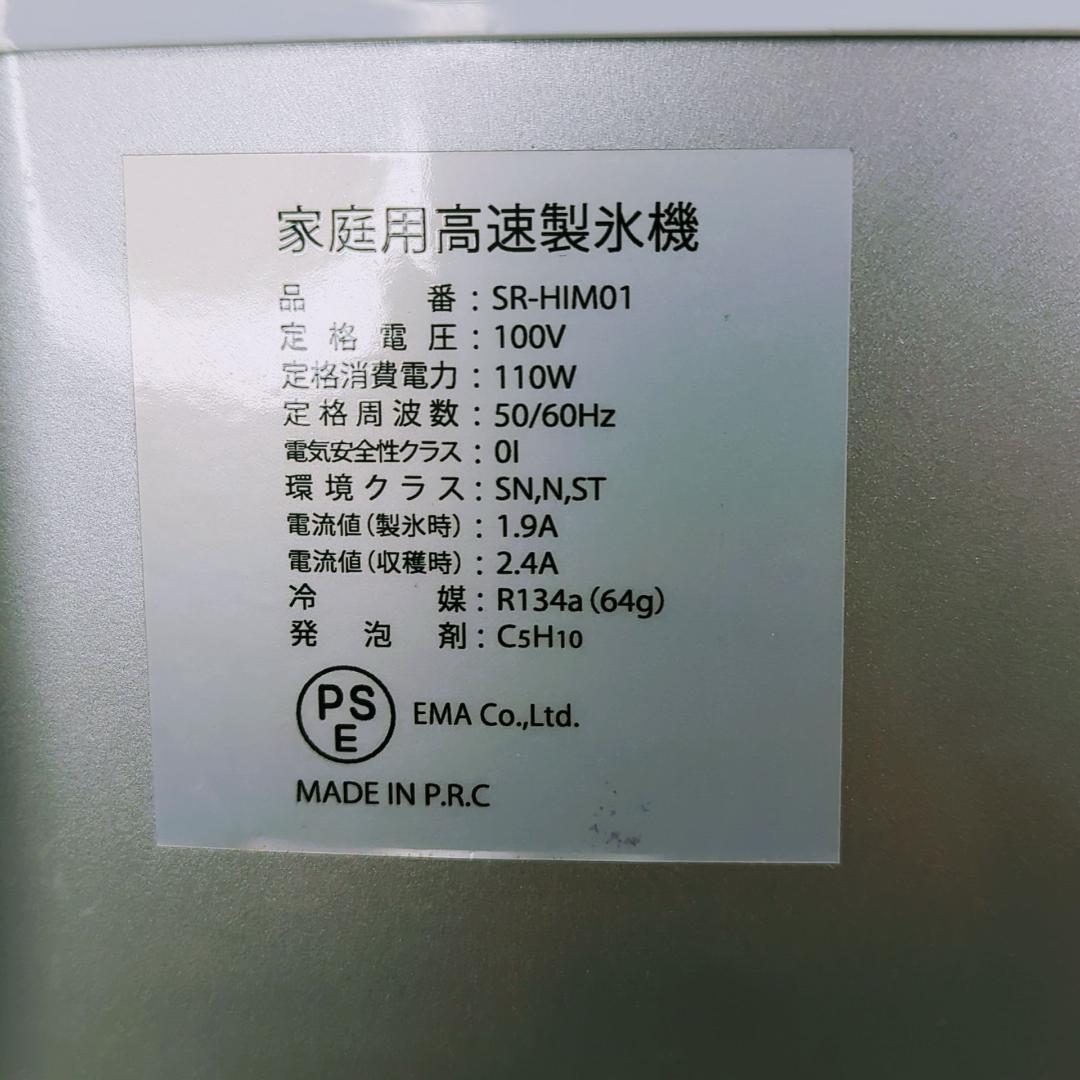 家庭用高速製氷機
品番：SR-HIM01
定格電圧：100V
定格消費電力：110W
定格周波数：50/60Hz
電気安全性クラス：0I
環境クラス：SN,N,ST
電流値（製氷時）：1.9A
電流値（収穫時）：2.4A
冷媒：R134a（64g）
発泡剤：C5H10
PSE EMA Co.,Ltd.
MADE IN P.R.C